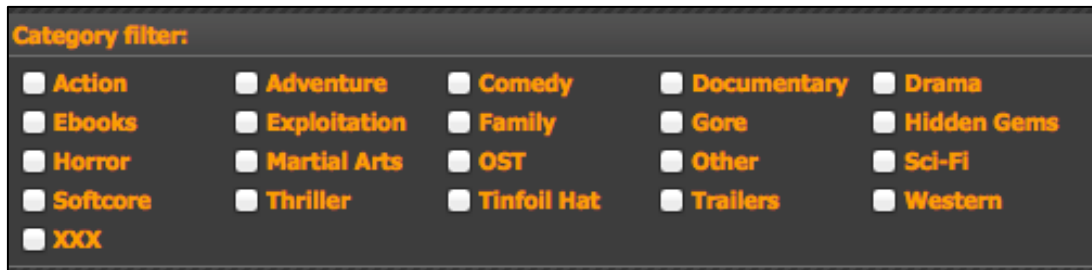 Category filter:
Action Adventure Comedy Documentary Drama
Ebooks Exploitation Family Gore Hidden Gems
Horror Martial Arts OST Other Sci-Fi
Softcore Thriller Tinfoil Hat Trailers Western
XXX